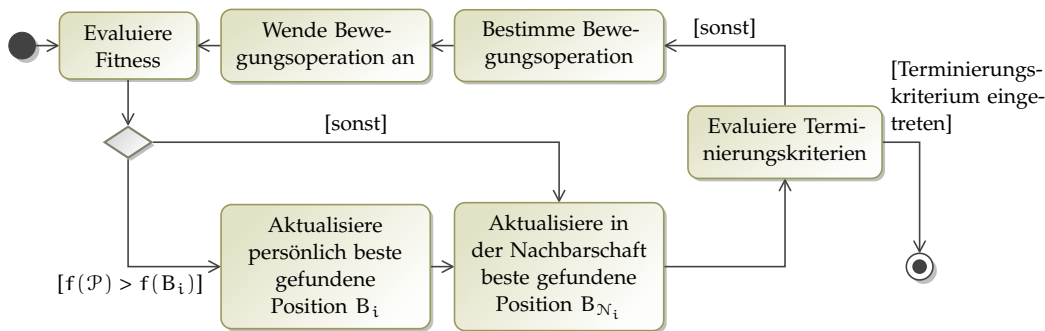 Evaluiere
Fitness
Wende Bewe-
gungsoperation an
Bestimme Bewe-
gungsoperation
[sonst]
[Terminierungs-
kriterium einge-
treten]
Evaluiere Termi-
nierungskriterien
[sonst]
[f(𝒫) > f(Bᵢ)]
Aktualisiere
persönlich beste
gefundene
Position Bᵢ
Aktualisiere in
der Nachbarschaft
beste gefundene
Position B_𝒩ᵢ